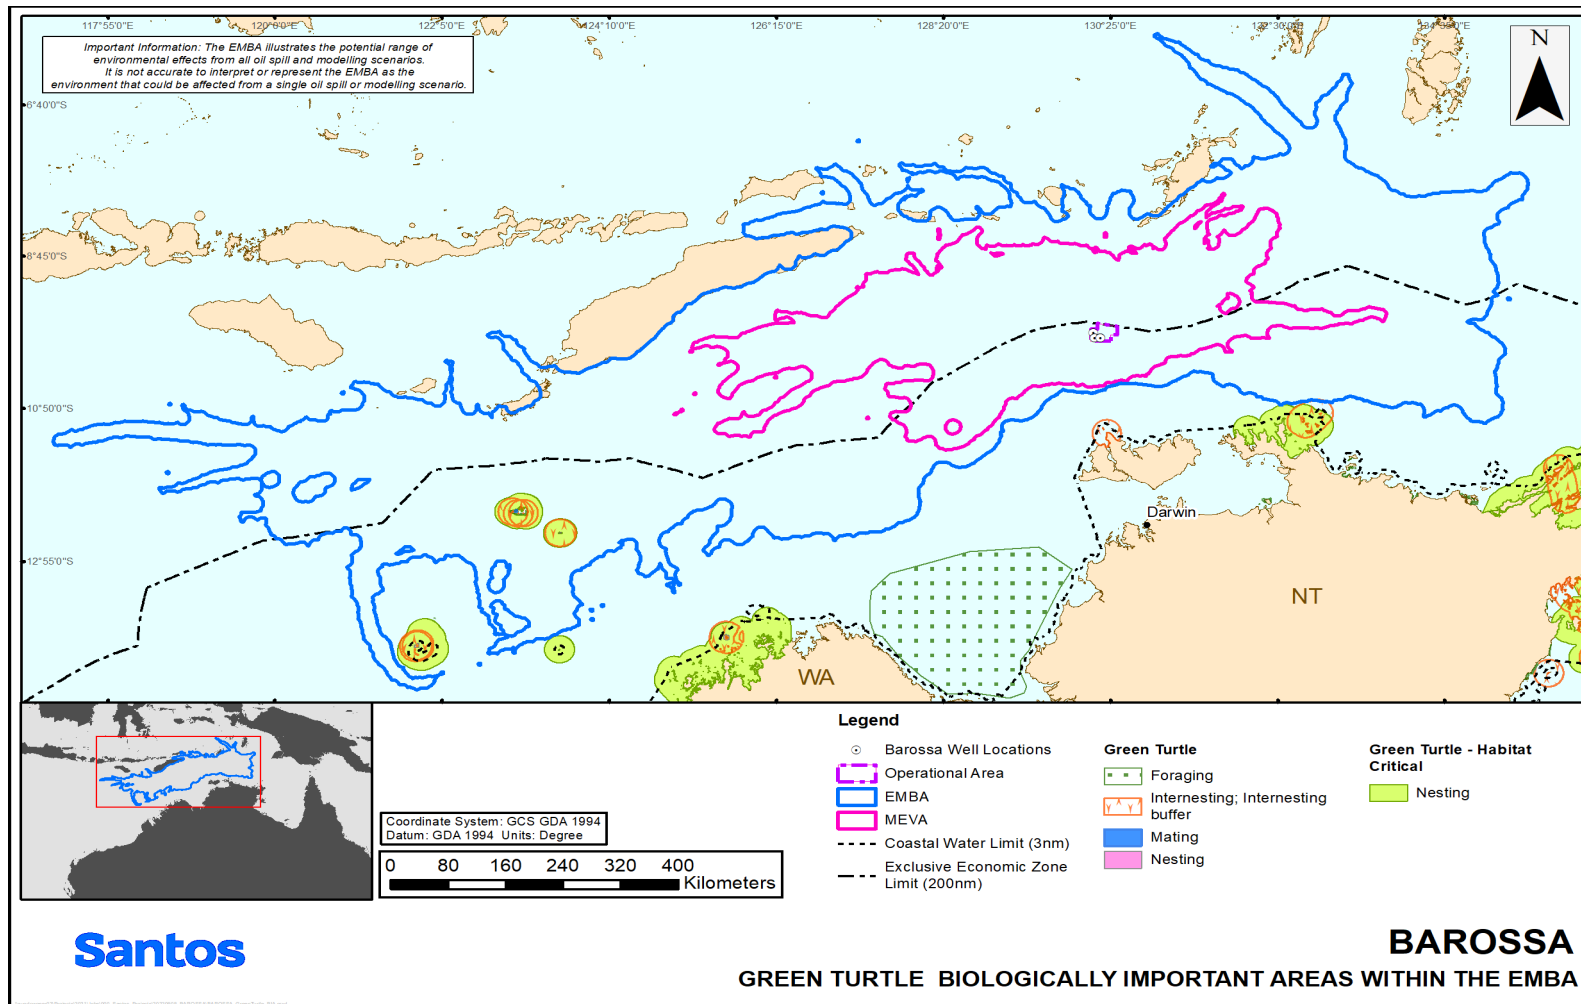 117°55'0"E
120°0'0"E
122°5'0"E
124°10'0"E
126°15'0"E
128°20'0"E
130°25'0"E
132°30'0"E
134°35'0"E
Important Information: The EMBA illustrates the potential range of
environmental effects from all oil spill and modelling scenarios.
It is not accurate to interpret or represent the EMBA as the
environment that could be affected from a single oil spill or modelling scenario.
N
6°40'0"S
8°45'0"S
10°50'0"S
12°55'0"S
Darwin
NT
WA
Legend
Barossa Well Locations
Operational Area
EMBA
MEVA
Coastal Water Limit (3nm)
Exclusive Economic Zone
Limit (200nm)
Green Turtle
Foraging
Internesting; Internesting
buffer
Mating
Nesting
Green Turtle - Habitat
Critical
Nesting
Coordinate System: GCS GDA 1994
Datum: GDA 1994 Units: Degree
0 80 160 240 320 400
Kilometers
Santos
BAROSSA
GREEN TURTLE BIOLOGICALLY IMPORTANT AREAS WITHIN THE EMBA